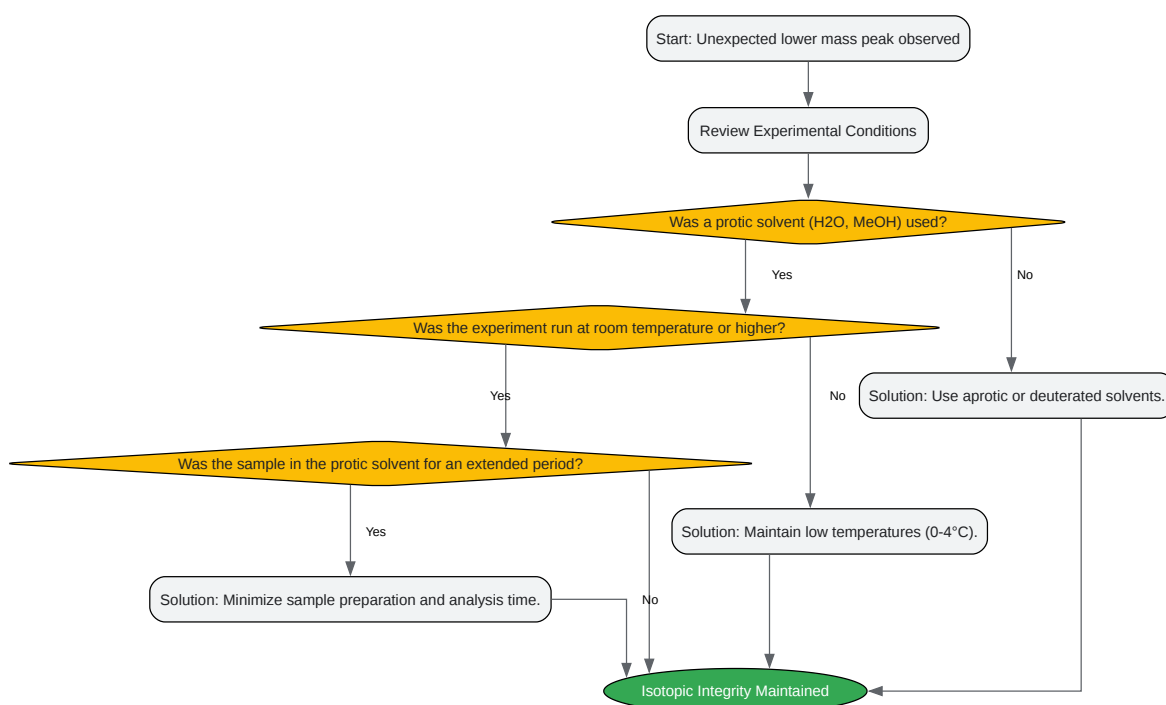 Start: Unexpected lower mass peak observed
Review Experimental Conditions
Was a protic solvent (H2O, MeOH) used?
Yes
No
Was the experiment run at room temperature or higher?
Yes
No
Solution: Use aprotic or deuterated solvents.
Was the sample in the protic solvent for an extended period?
Yes
Solution: Maintain low temperatures (0-4°C).
Solution: Minimize sample preparation and analysis time.
No
Isotopic Integrity Maintained